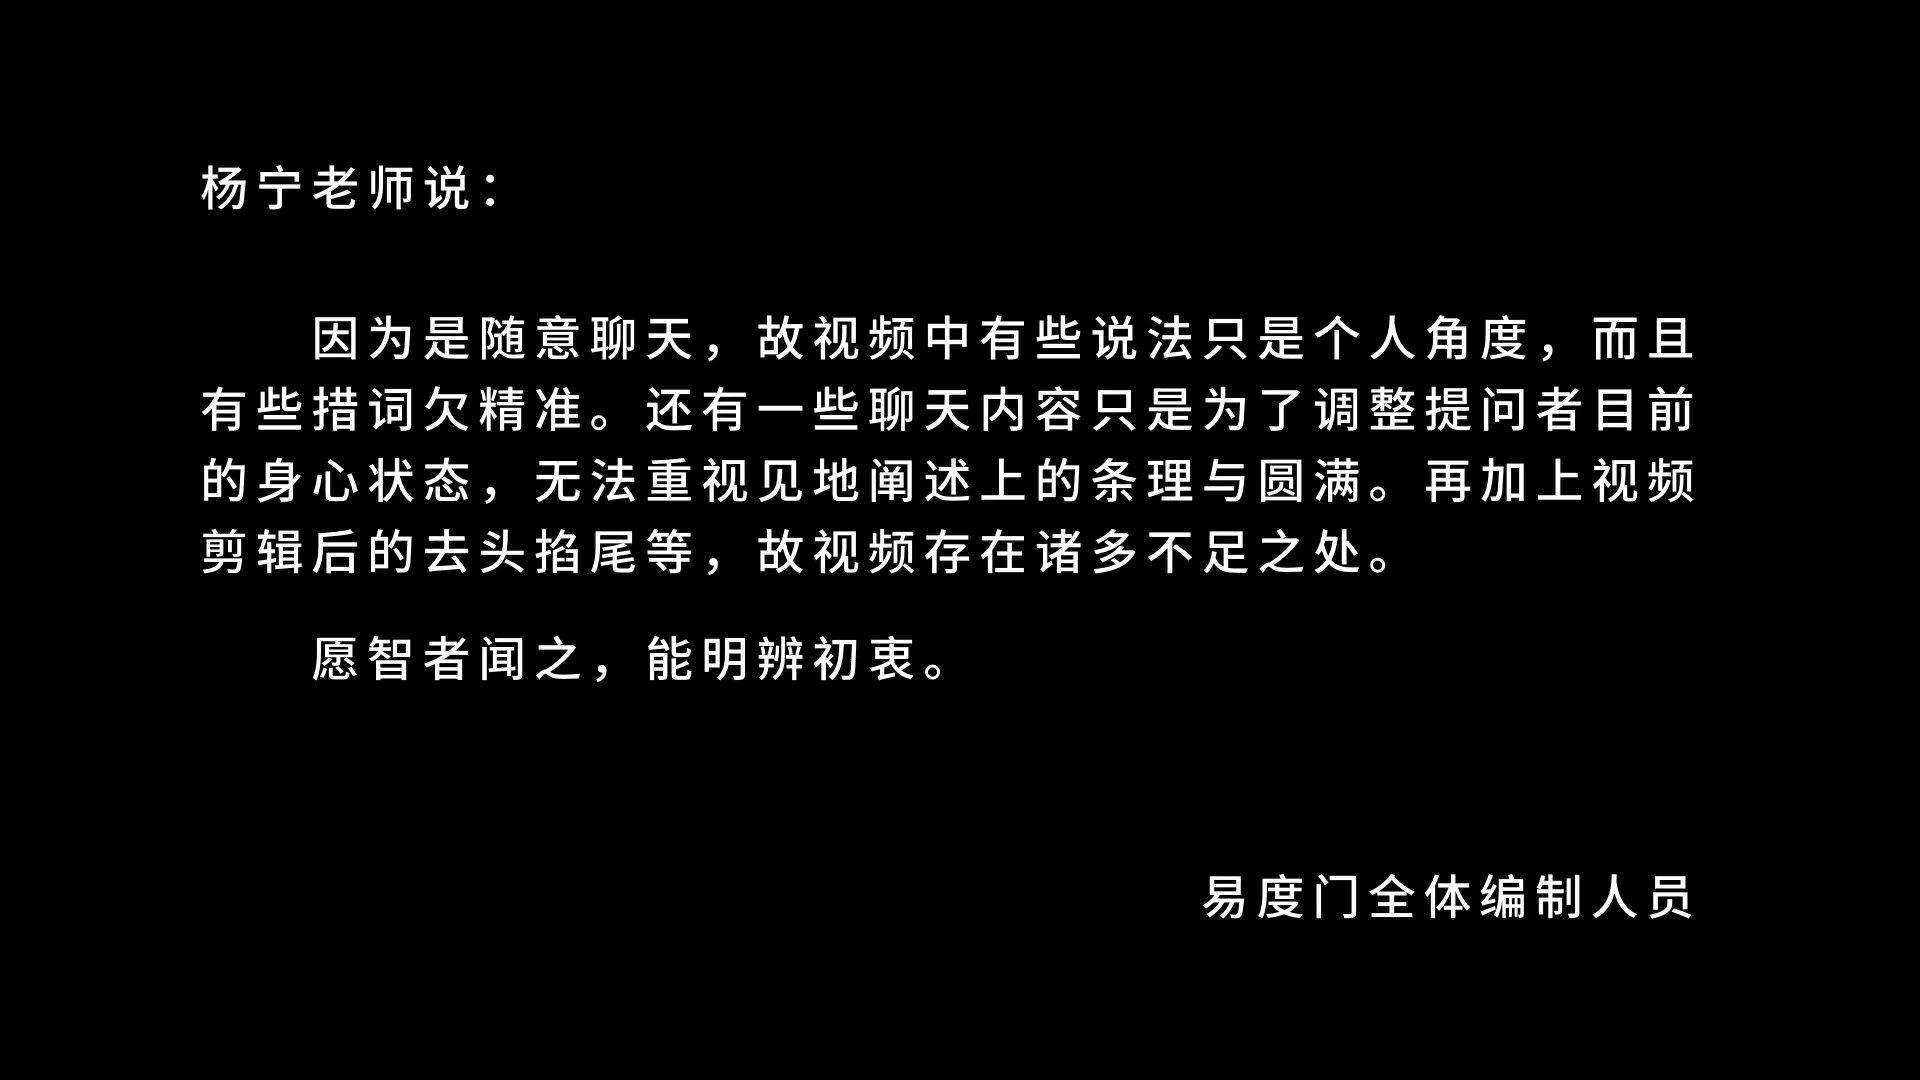 杨宁老师说：
因为是随意聊天，故视频中有些说法只是个人角度，而且
有些措词欠精准。还有一些聊天内容只是为了调整提问者目前
的身心状态，无法重视见地阐述上的条理与圆满。再加上视频
剪辑后的去头掐尾等，故视频存在诸多不足之处。
愿智者闻之，能明辨初衷。
易度门全体编制人员